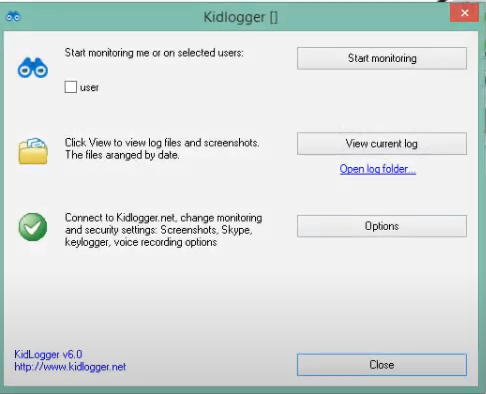 Kidlogger []
Start monitoring me or on selected users:
Start monitoring
user
Click View to view log files and screenshots.
The files aranged by date.
View current log
Open log folder...
Connect to Kidlogger.net, change monitoring
and security settings: Screenshots, Skype,
keylogger, voice recording options
Options
KidLogger v6.0
http://www.kidlogger.net
Close